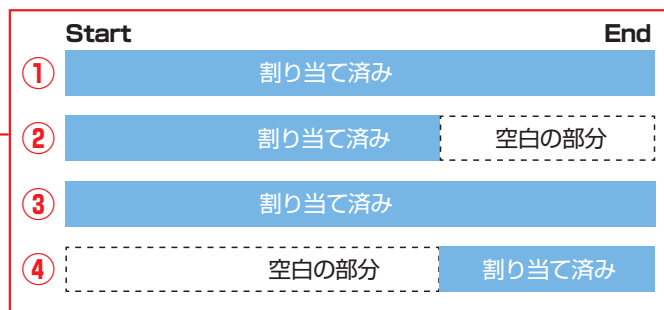 Start End
① 割り当て済み
② 割り当て済み 空白の部分
③ 割り当て済み
④ 空白の部分 割り当て済み